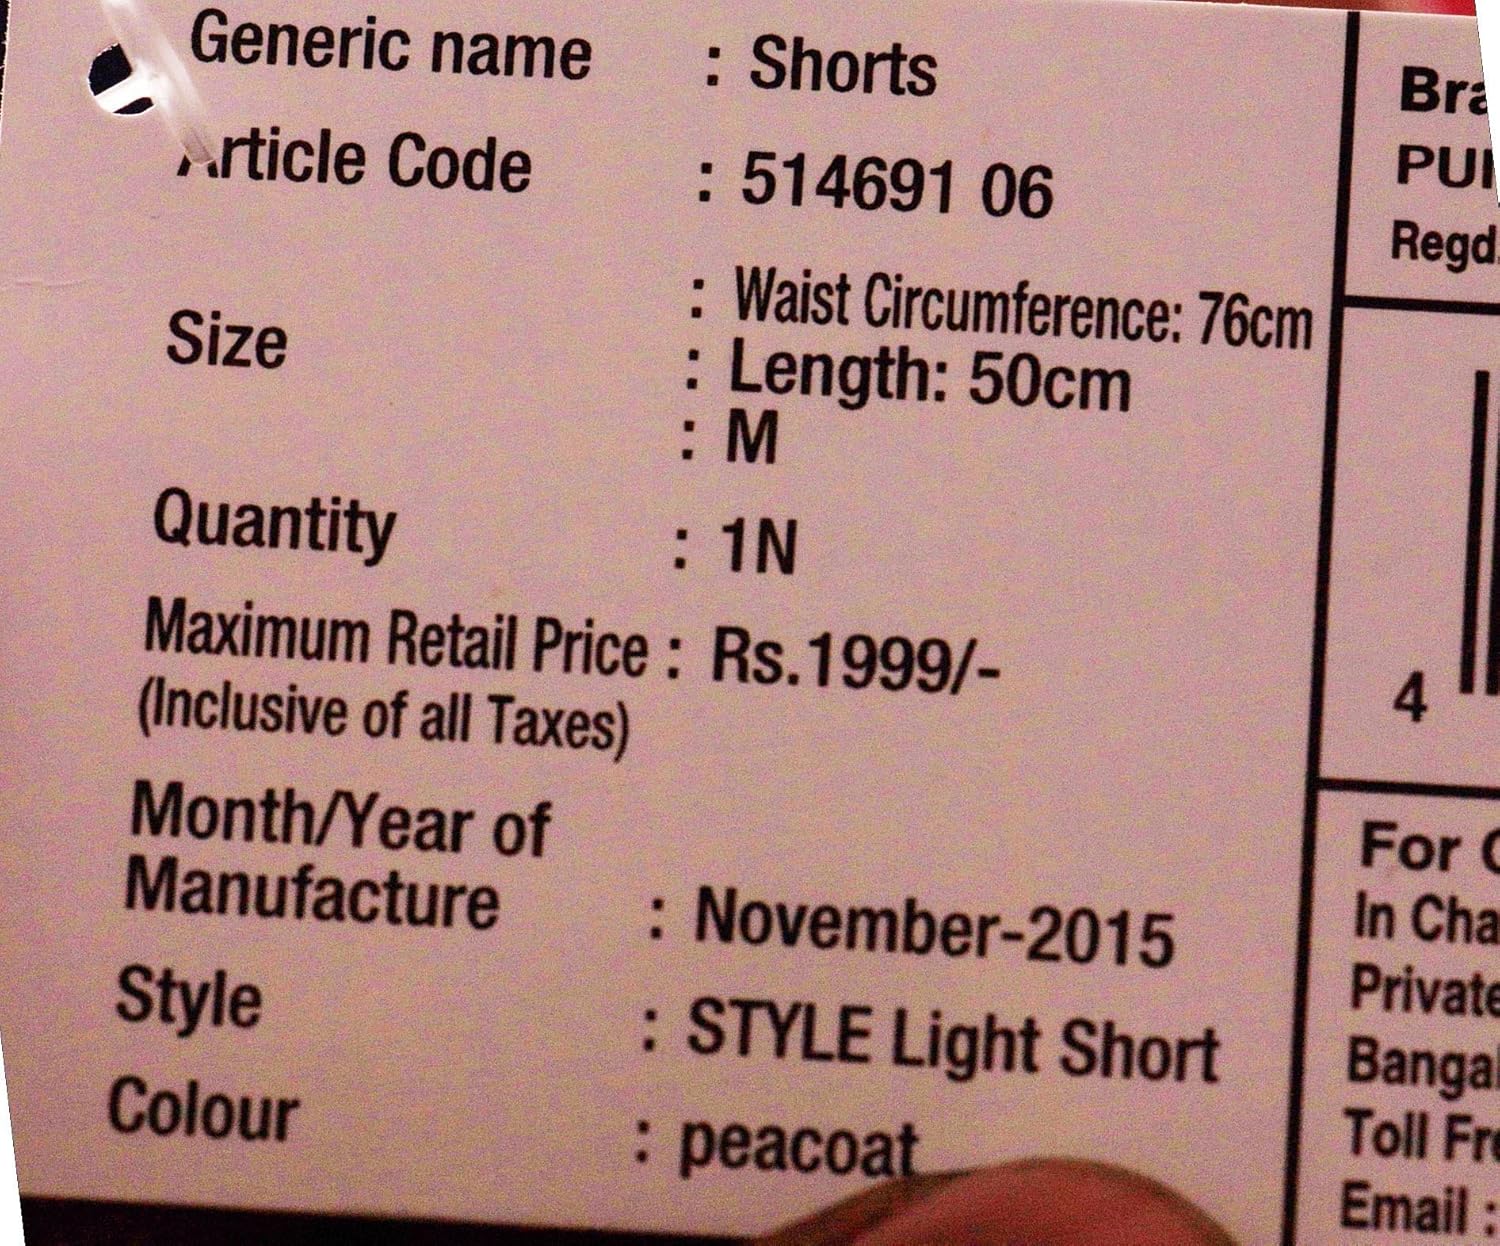 Generic name : Shorts
Article Code : 514691 06
: Waist Circumference: 76cm
Size : Length: 50cm
: M
Quantity : 1N
Maximum Retail Price : Rs.1999/-
(Inclusive of all Taxes)
Month/Year of
Manufacture : November-2015
Style : STYLE Light Short
Colour : peacoat
Regd.
4
For
In
Private
Toll
Email :